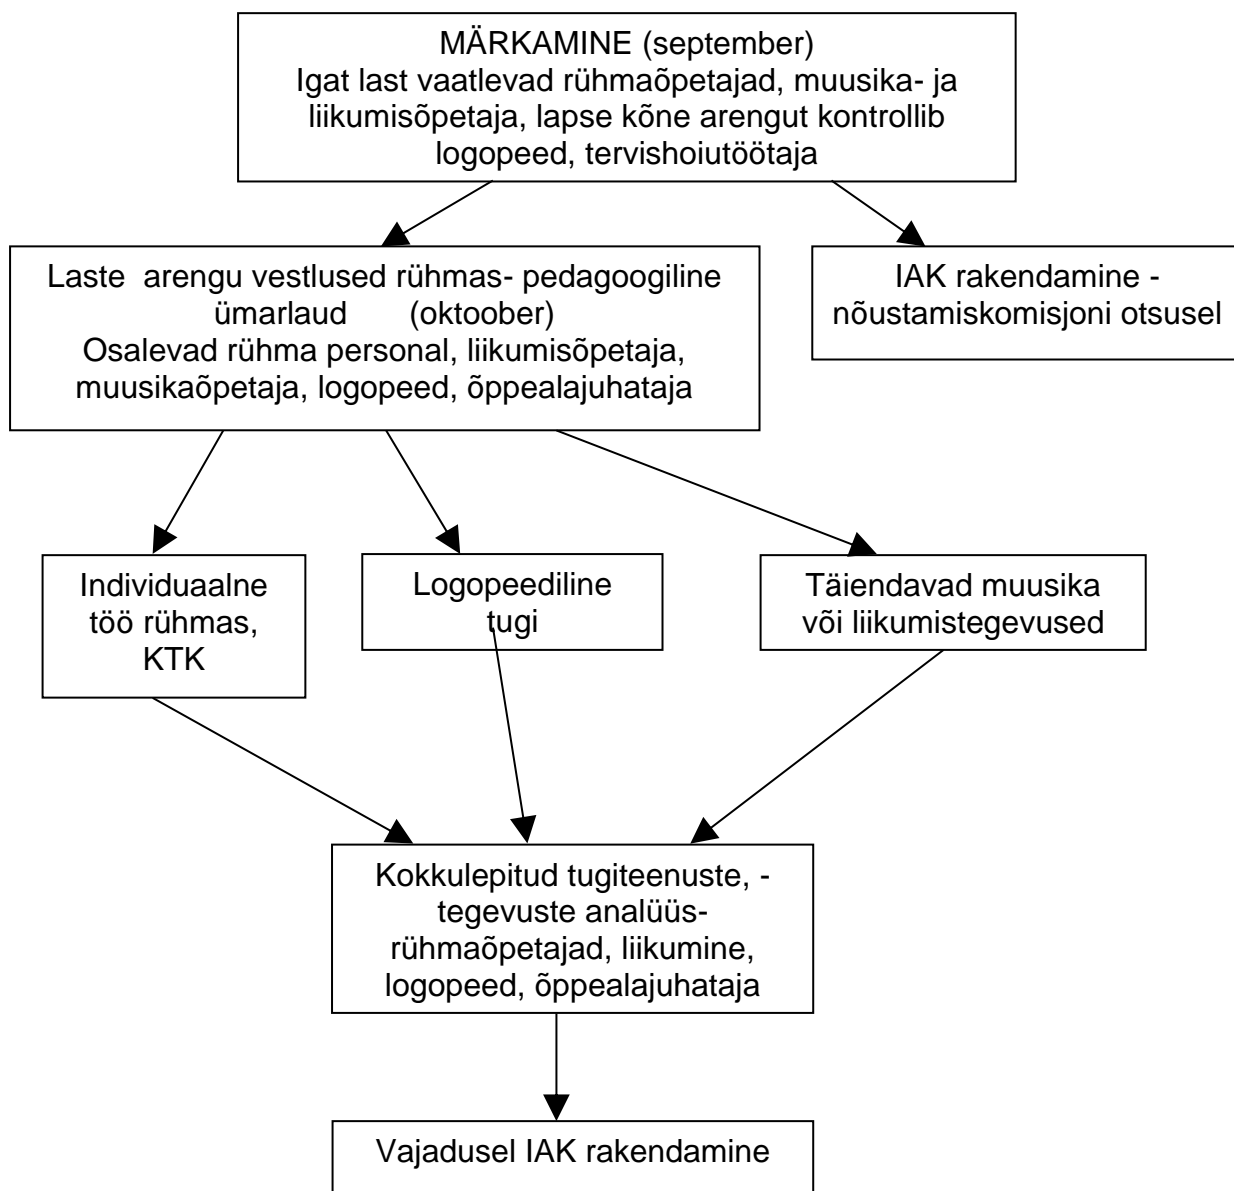 MÄRKAMINE (september)
Igat last vaatlevad rühmaõpetajad, muusika- ja
liikumisõpetaja, lapse kõne arengut kontrollib
logopeed, tervishoiutöötaja
Laste  arengu vestlused rühmas- pedagoogiline
ümarlaud      (oktoober)
Osalevad rühma personal, liikumisõpetaja,
muusikaõpetaja, logopeed, õppealajuhataja
IAK rakendamine -
nõustamiskomisjoni otsusel
Individuaalne
töö rühmas,
KTK
Logopeediline
tugi
Täiendavad muusika
või liikumistegevused
Kokkulepitud tugiteenuste, -
tegevuste analüüs-
rühmaõpetajad, liikumine,
logopeed, õppealajuhataja
Vajadusel IAK rakendamine